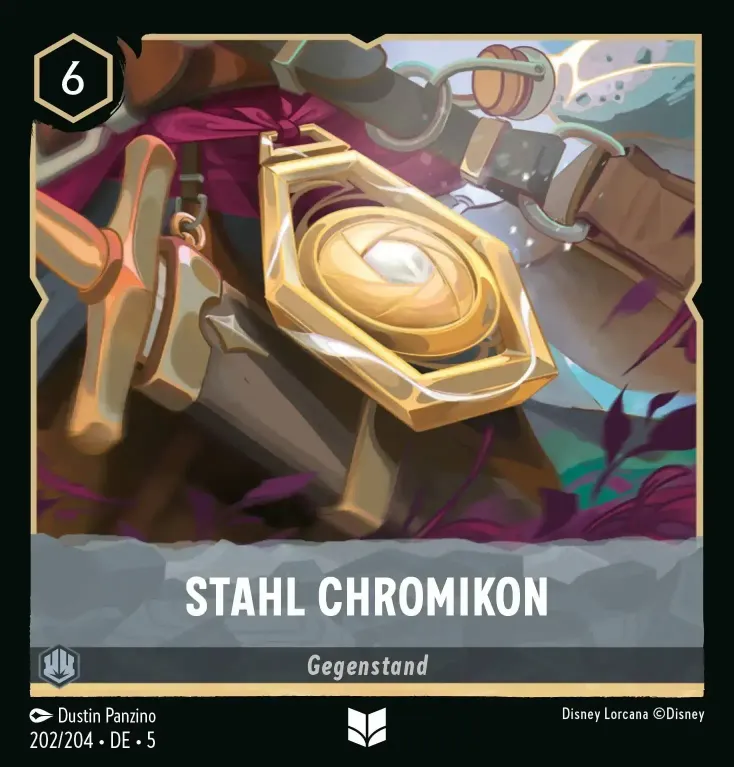 6
STAHL CHROMIKON
Gegenstand
Dustin Panzino
Disney Lorcana ©Disney
202/204 • DE • 5